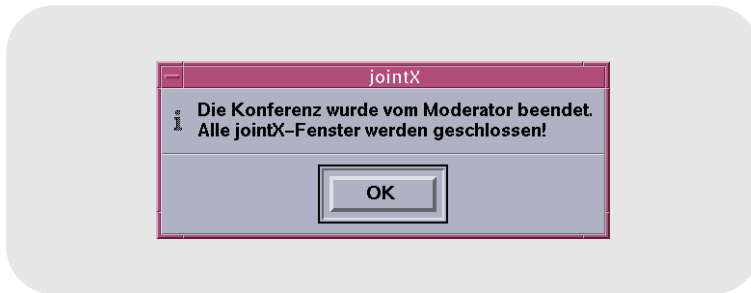 jointX
Die Konferenz wurde vom Moderator beendet.
Alle jointX–Fenster werden geschlossen!
OK